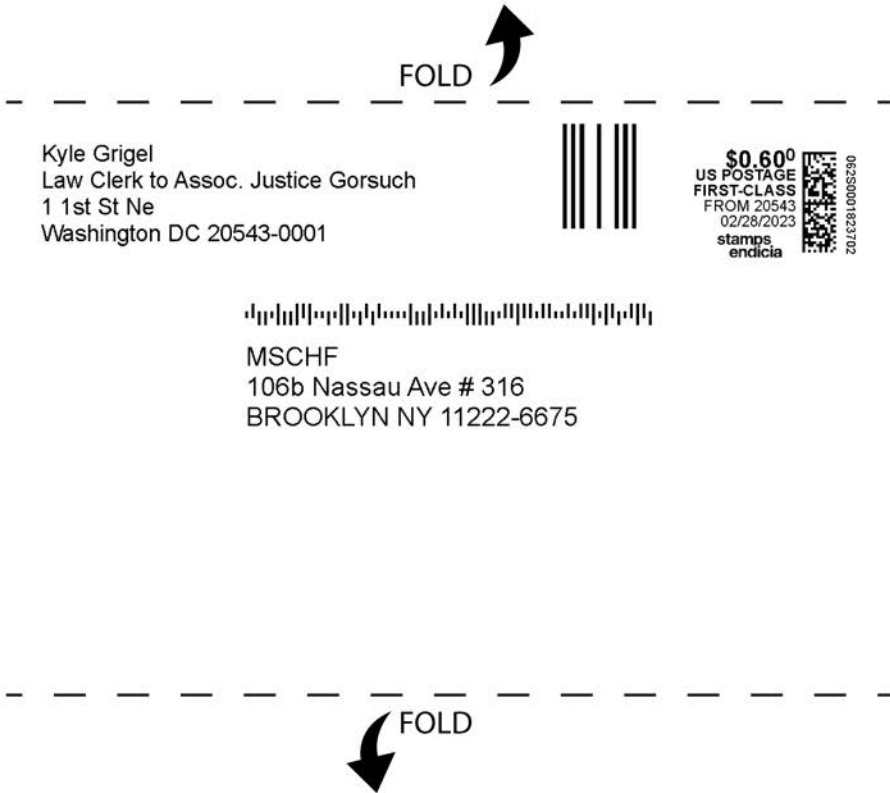 FOLD
Kyle Grigel
Law Clerk to Assoc. Justice Gorsuch
1 1st St Ne
Washington DC 20543-0001
$0.60⁰
US POSTAGE
FIRST-CLASS
FROM 20543
02/28/2023
stamps
endicia
062S0001823702
MSCHF
106b Nassau Ave # 316
BROOKLYN NY 11222-6675
FOLD